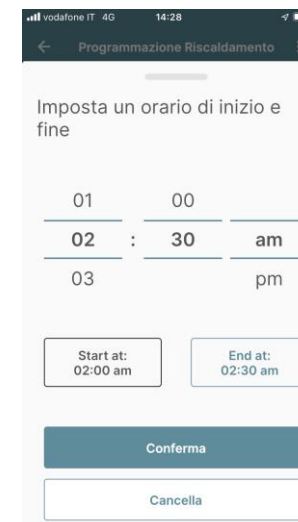 vodafone IT 4G 14:28
← Programmazione Riscaldamento
Imposta un orario di inizio e
fine
01 00
02 : 30 am
03 pm
Start at: End at:
02:00 am 02:30 am
Conferma
Cancella